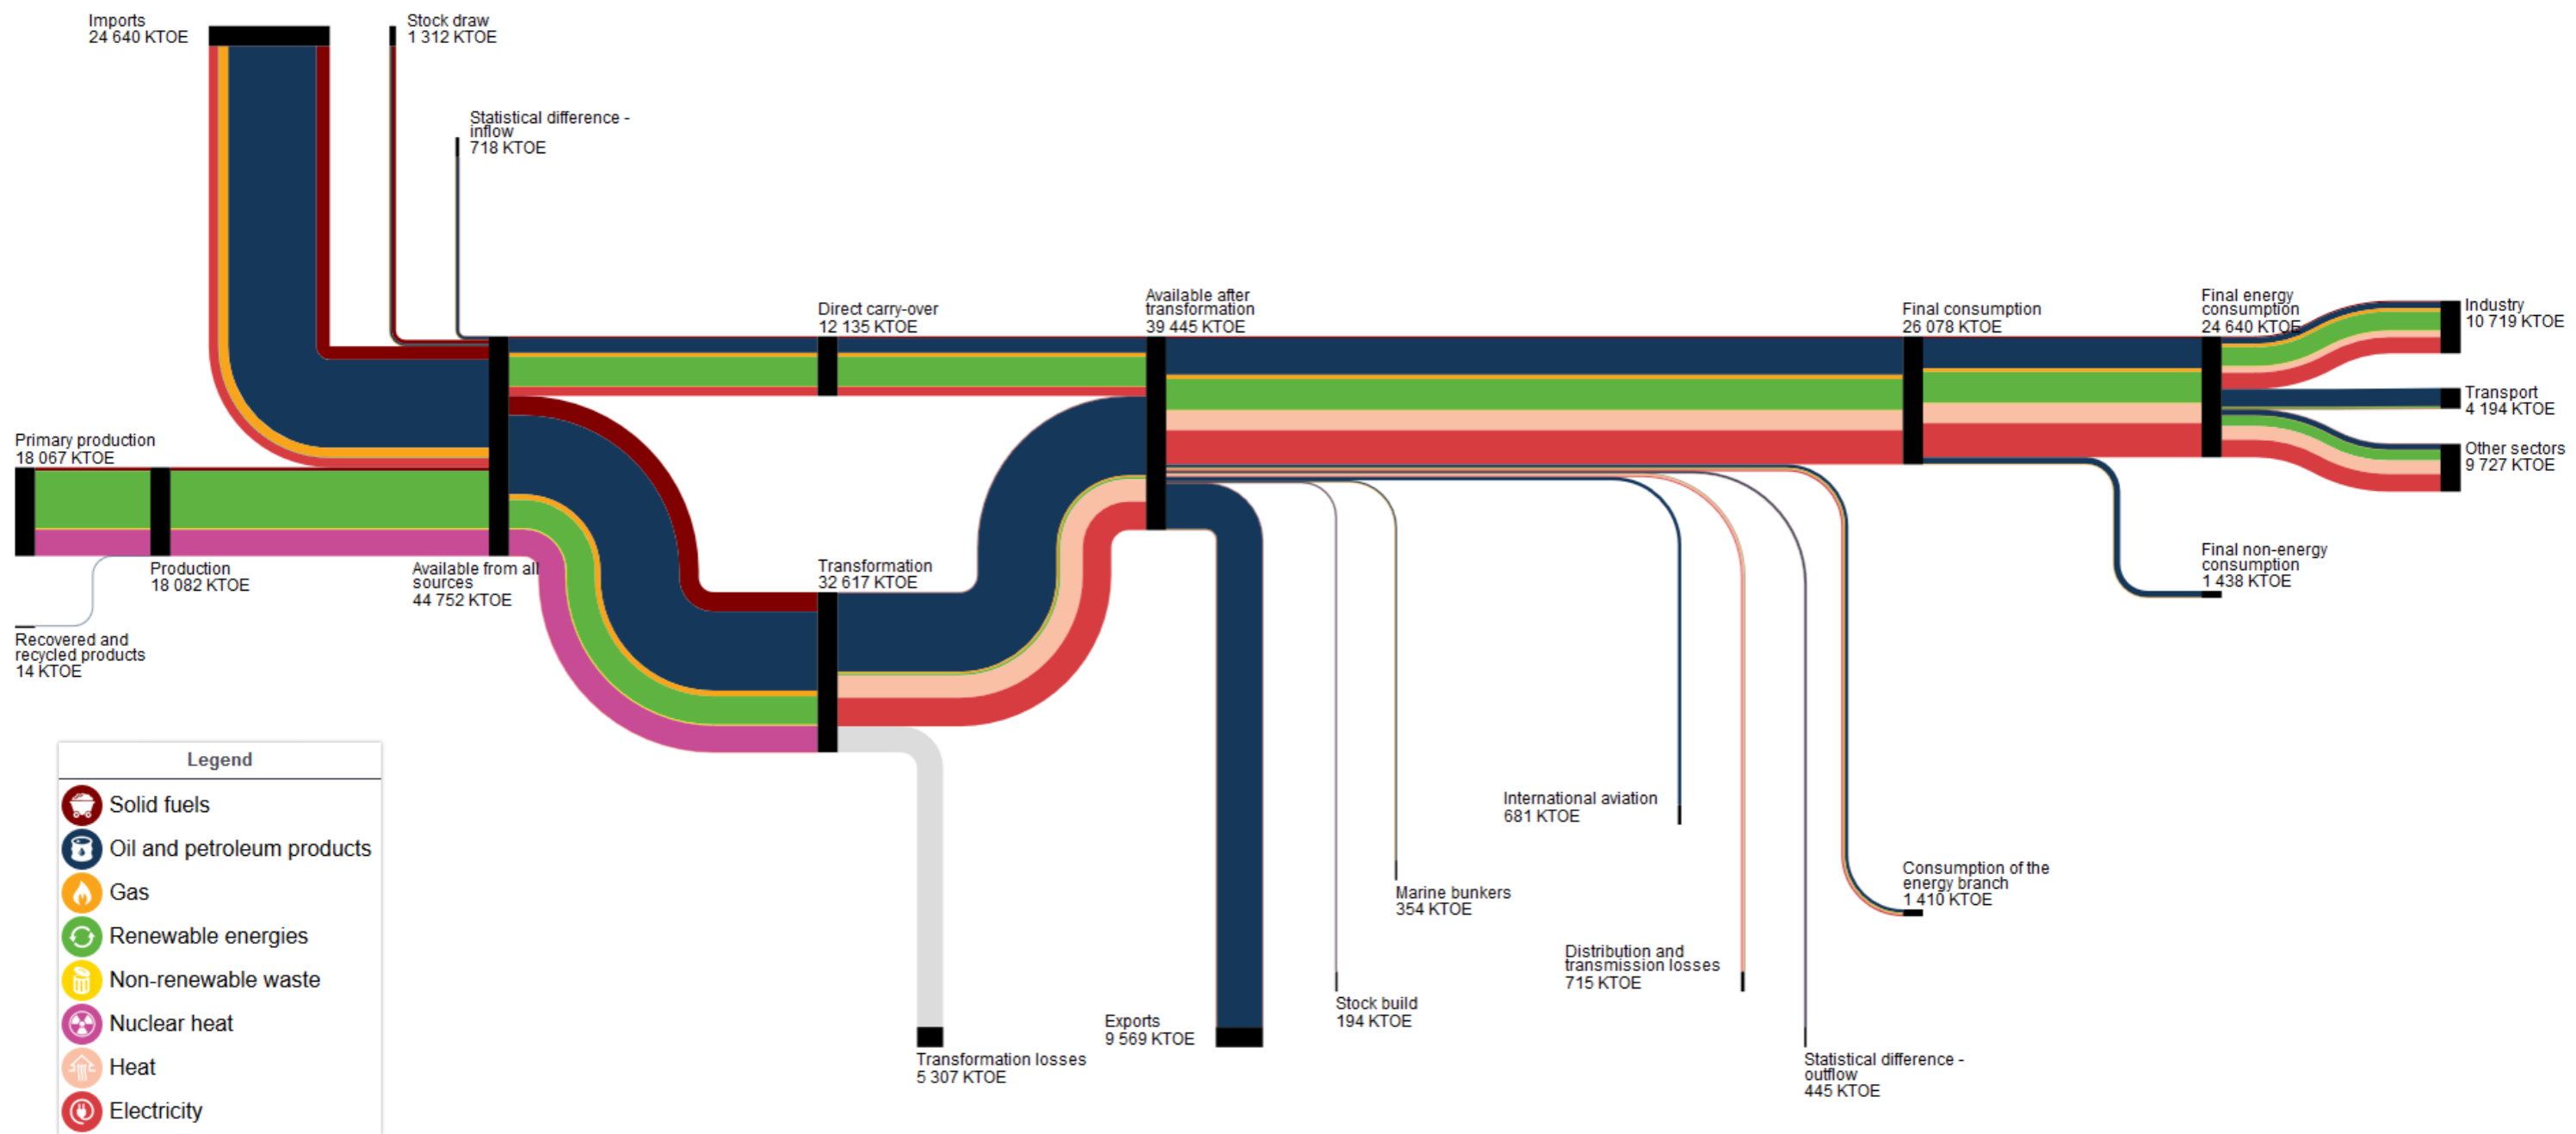 Imports
24 640 KTOE
Stock draw
1 312 KTOE
Statistical difference -
inflow
718 KTOE
Direct carry-over
12 135 KTOE
Available after
transformation
39 445 KTOE
Final consumption
26 078 KTOE
Final energy
consumption
24 640 KTOE
Industry
10 719 KTOE
Transport
4 194 KTOE
Other sectors
9 727 KTOE
Primary production
18 067 KTOE
Production
18 082 KTOE
Available from all
sources
44 752 KTOE
Transformation
32 617 KTOE
Final non-energy
consumption
1 438 KTOE
Recovered and
recycled products
14 KTOE
International aviation
681 KTOE
Marine bunkers
354 KTOE
Consumption of the
energy branch
1 410 KTOE
Distribution and
transmission losses
715 KTOE
Stock build
194 KTOE
Exports
9 569 KTOE
Transformation losses
5 307 KTOE
Statistical difference -
outflow
445 KTOE
Legend
Solid fuels
Oil and petroleum products
Gas
Renewable energies
Non-renewable waste
Nuclear heat
Heat
Electricity